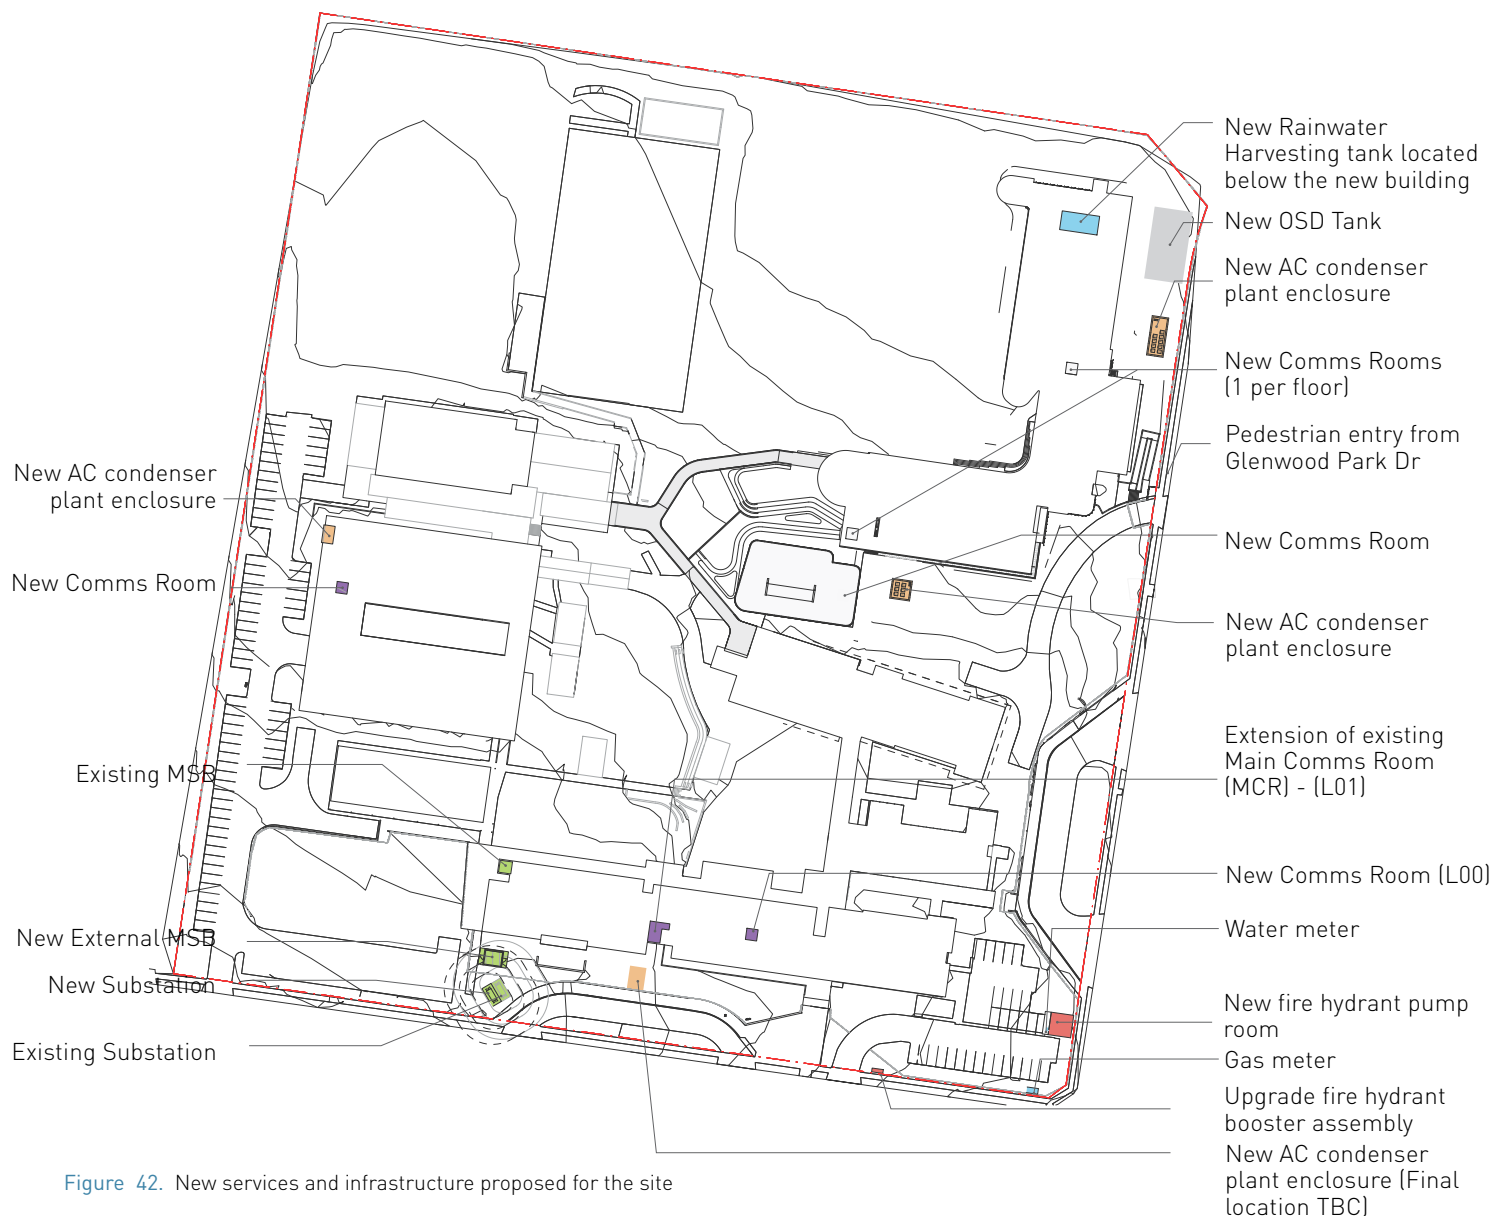 New Rainwater
Harvesting tank located
below the new building
New OSD Tank
New AC condenser
plant enclosure
New Comms Rooms
(1 per floor)
Pedestrian entry from
Glenwood Park Dr
New AC condenser
plant enclosure
New Comms Room
New Comms Room
New AC condenser
plant enclosure
Extension of existing
Main Comms Room
(MCR) - (L01)
Existing MSB
New Comms Room (L00)
Water meter
New External MSB
New Substation
New fire hydrant pump
room
Existing Substation
Gas meter
Upgrade fire hydrant
booster assembly
New AC condenser
plant enclosure (Final
location TBC)
Figure 42. New services and infrastructure proposed for the site